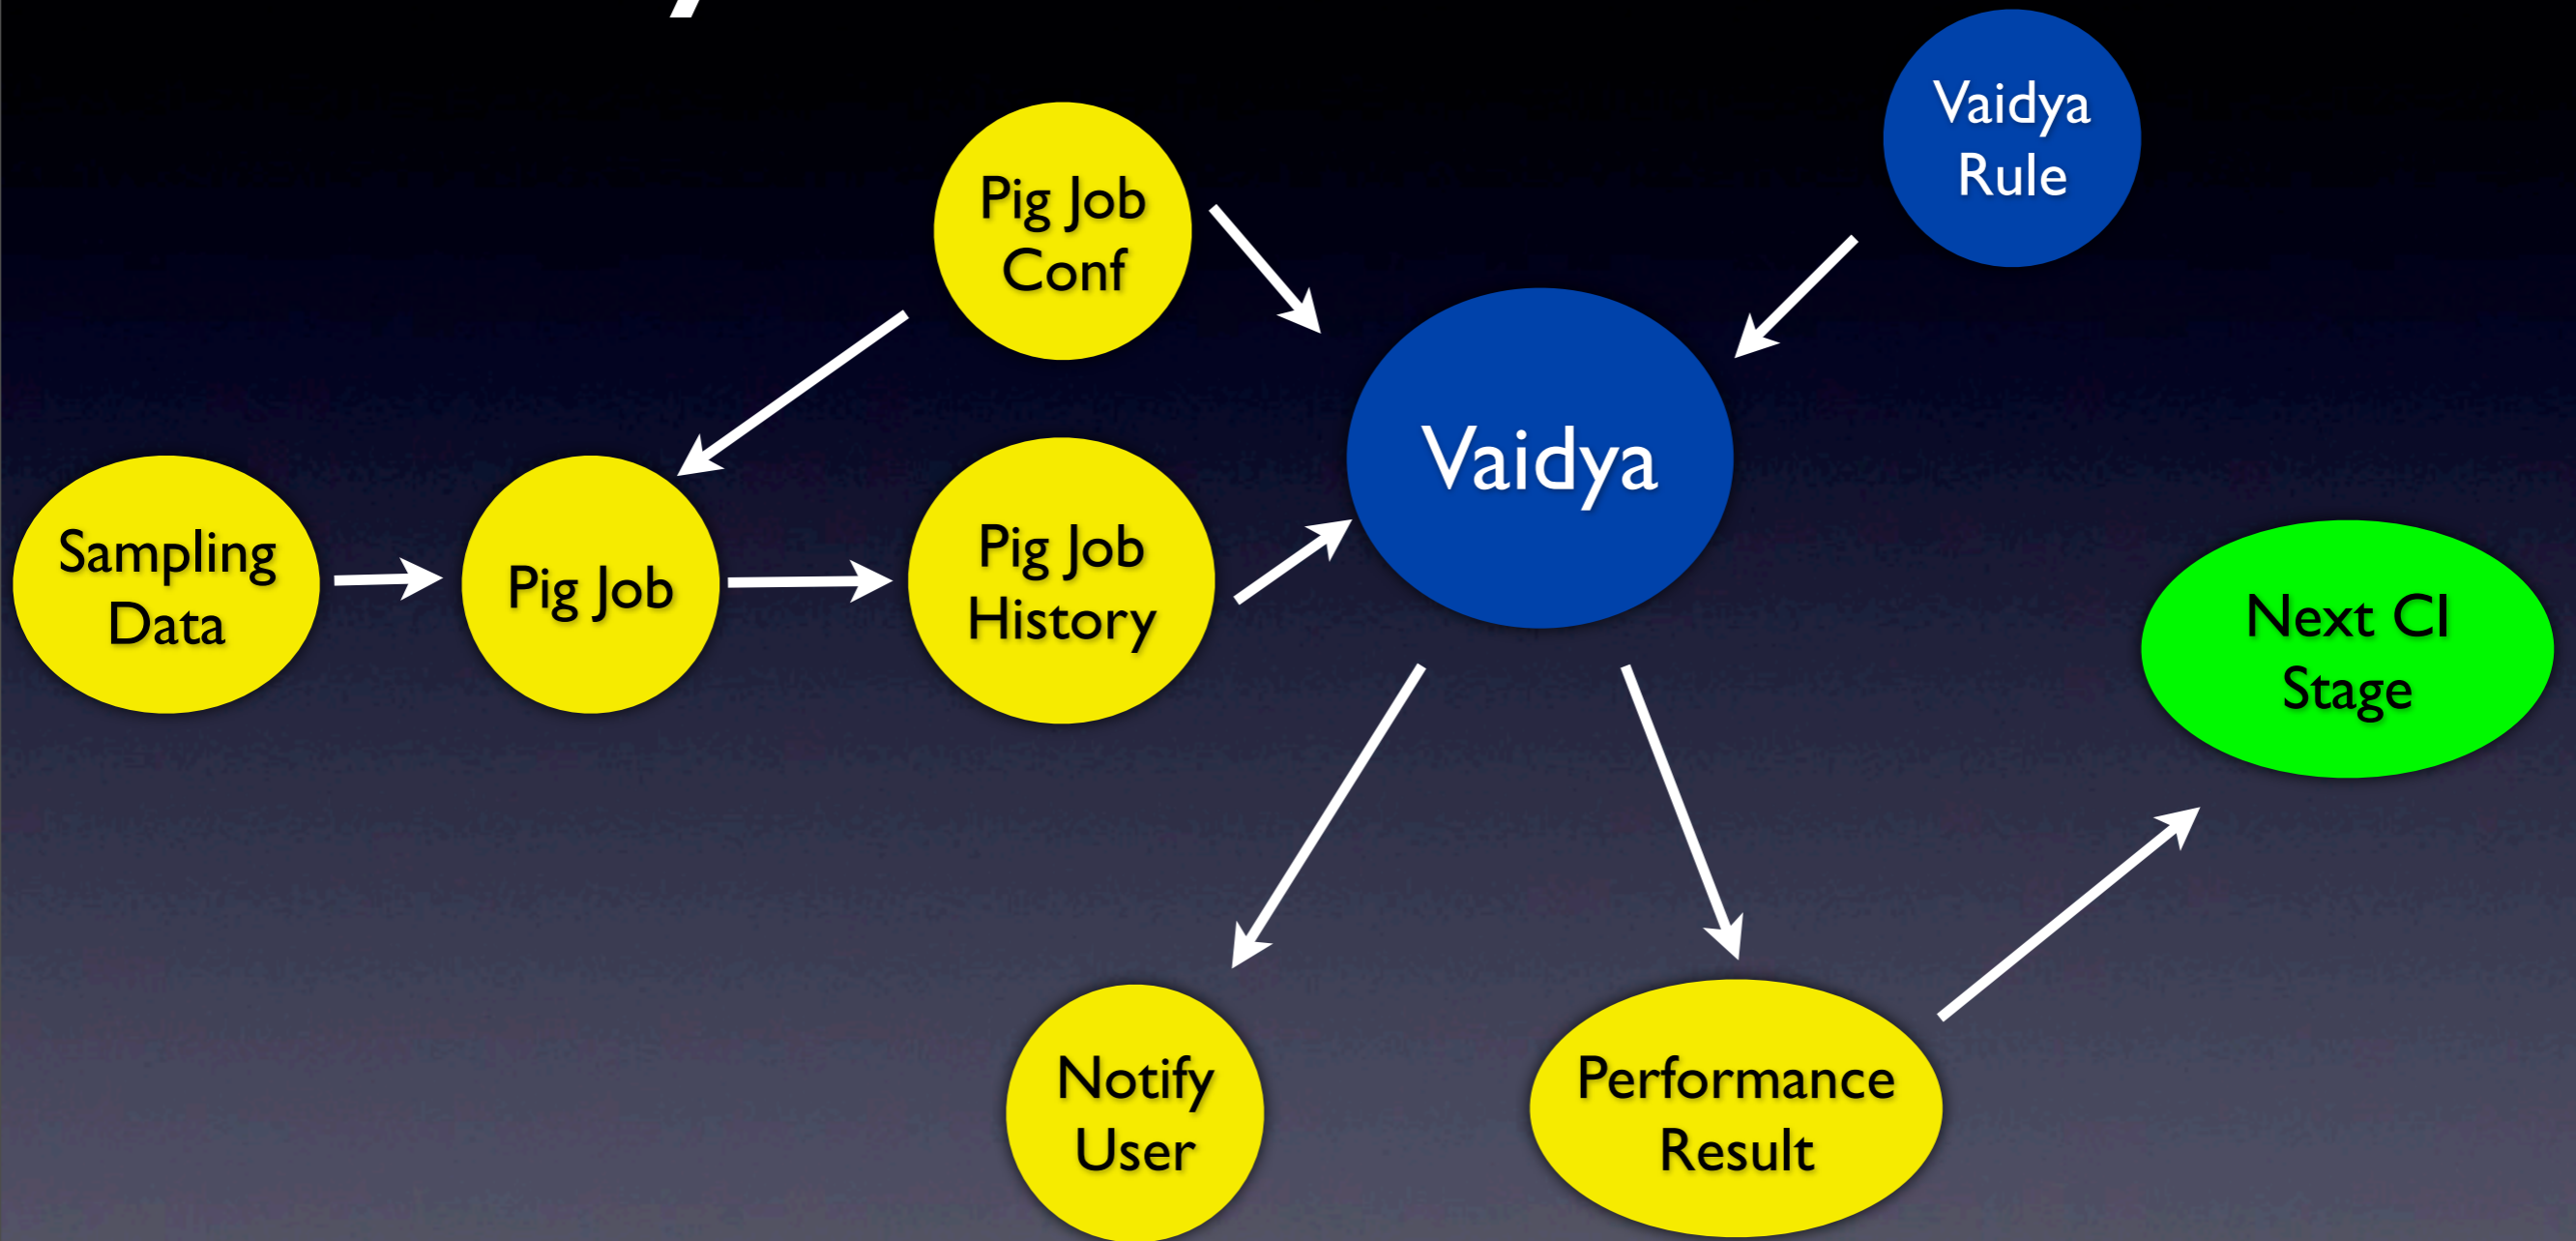 Vaidya
Rule
Pig Job
Conf
Vaidya
Sampling
Data
Pig Job
Pig Job
History
Next CI
Stage
Notify
User
Performance
Result